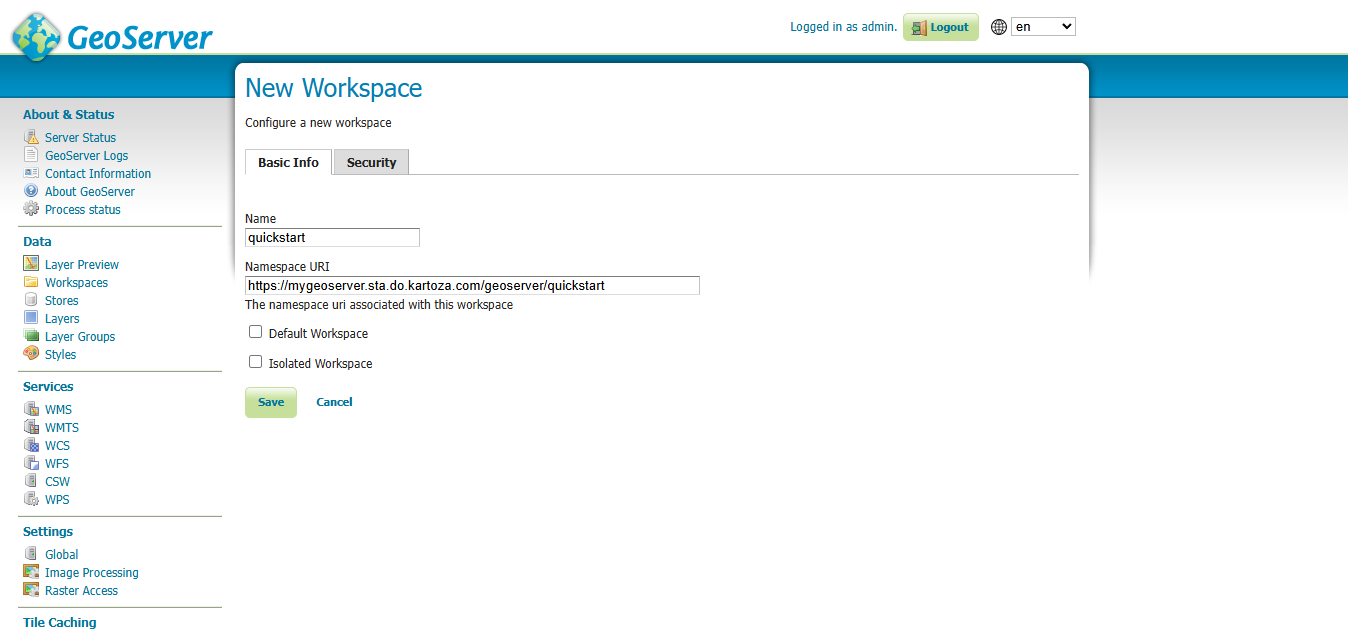 GeoServer
Logged in as admin.
Logout
en
New Workspace
Configure a new workspace
Basic Info
Security
Name
quickstart
Namespace URI
https://mygeoserver.sta.do.kartoza.com/geoserver/quickstart
The namespace uri associated with this workspace
Default Workspace
Isolated Workspace
Save
Cancel
About & Status
Server Status
GeoServer Logs
Contact Information
About GeoServer
Process status
Data
Layer Preview
Workspaces
Stores
Layers
Layer Groups
Styles
Services
WMS
WMTS
WCS
WFS
CSW
WPS
Settings
Global
Image Processing
Raster Access
Tile Caching